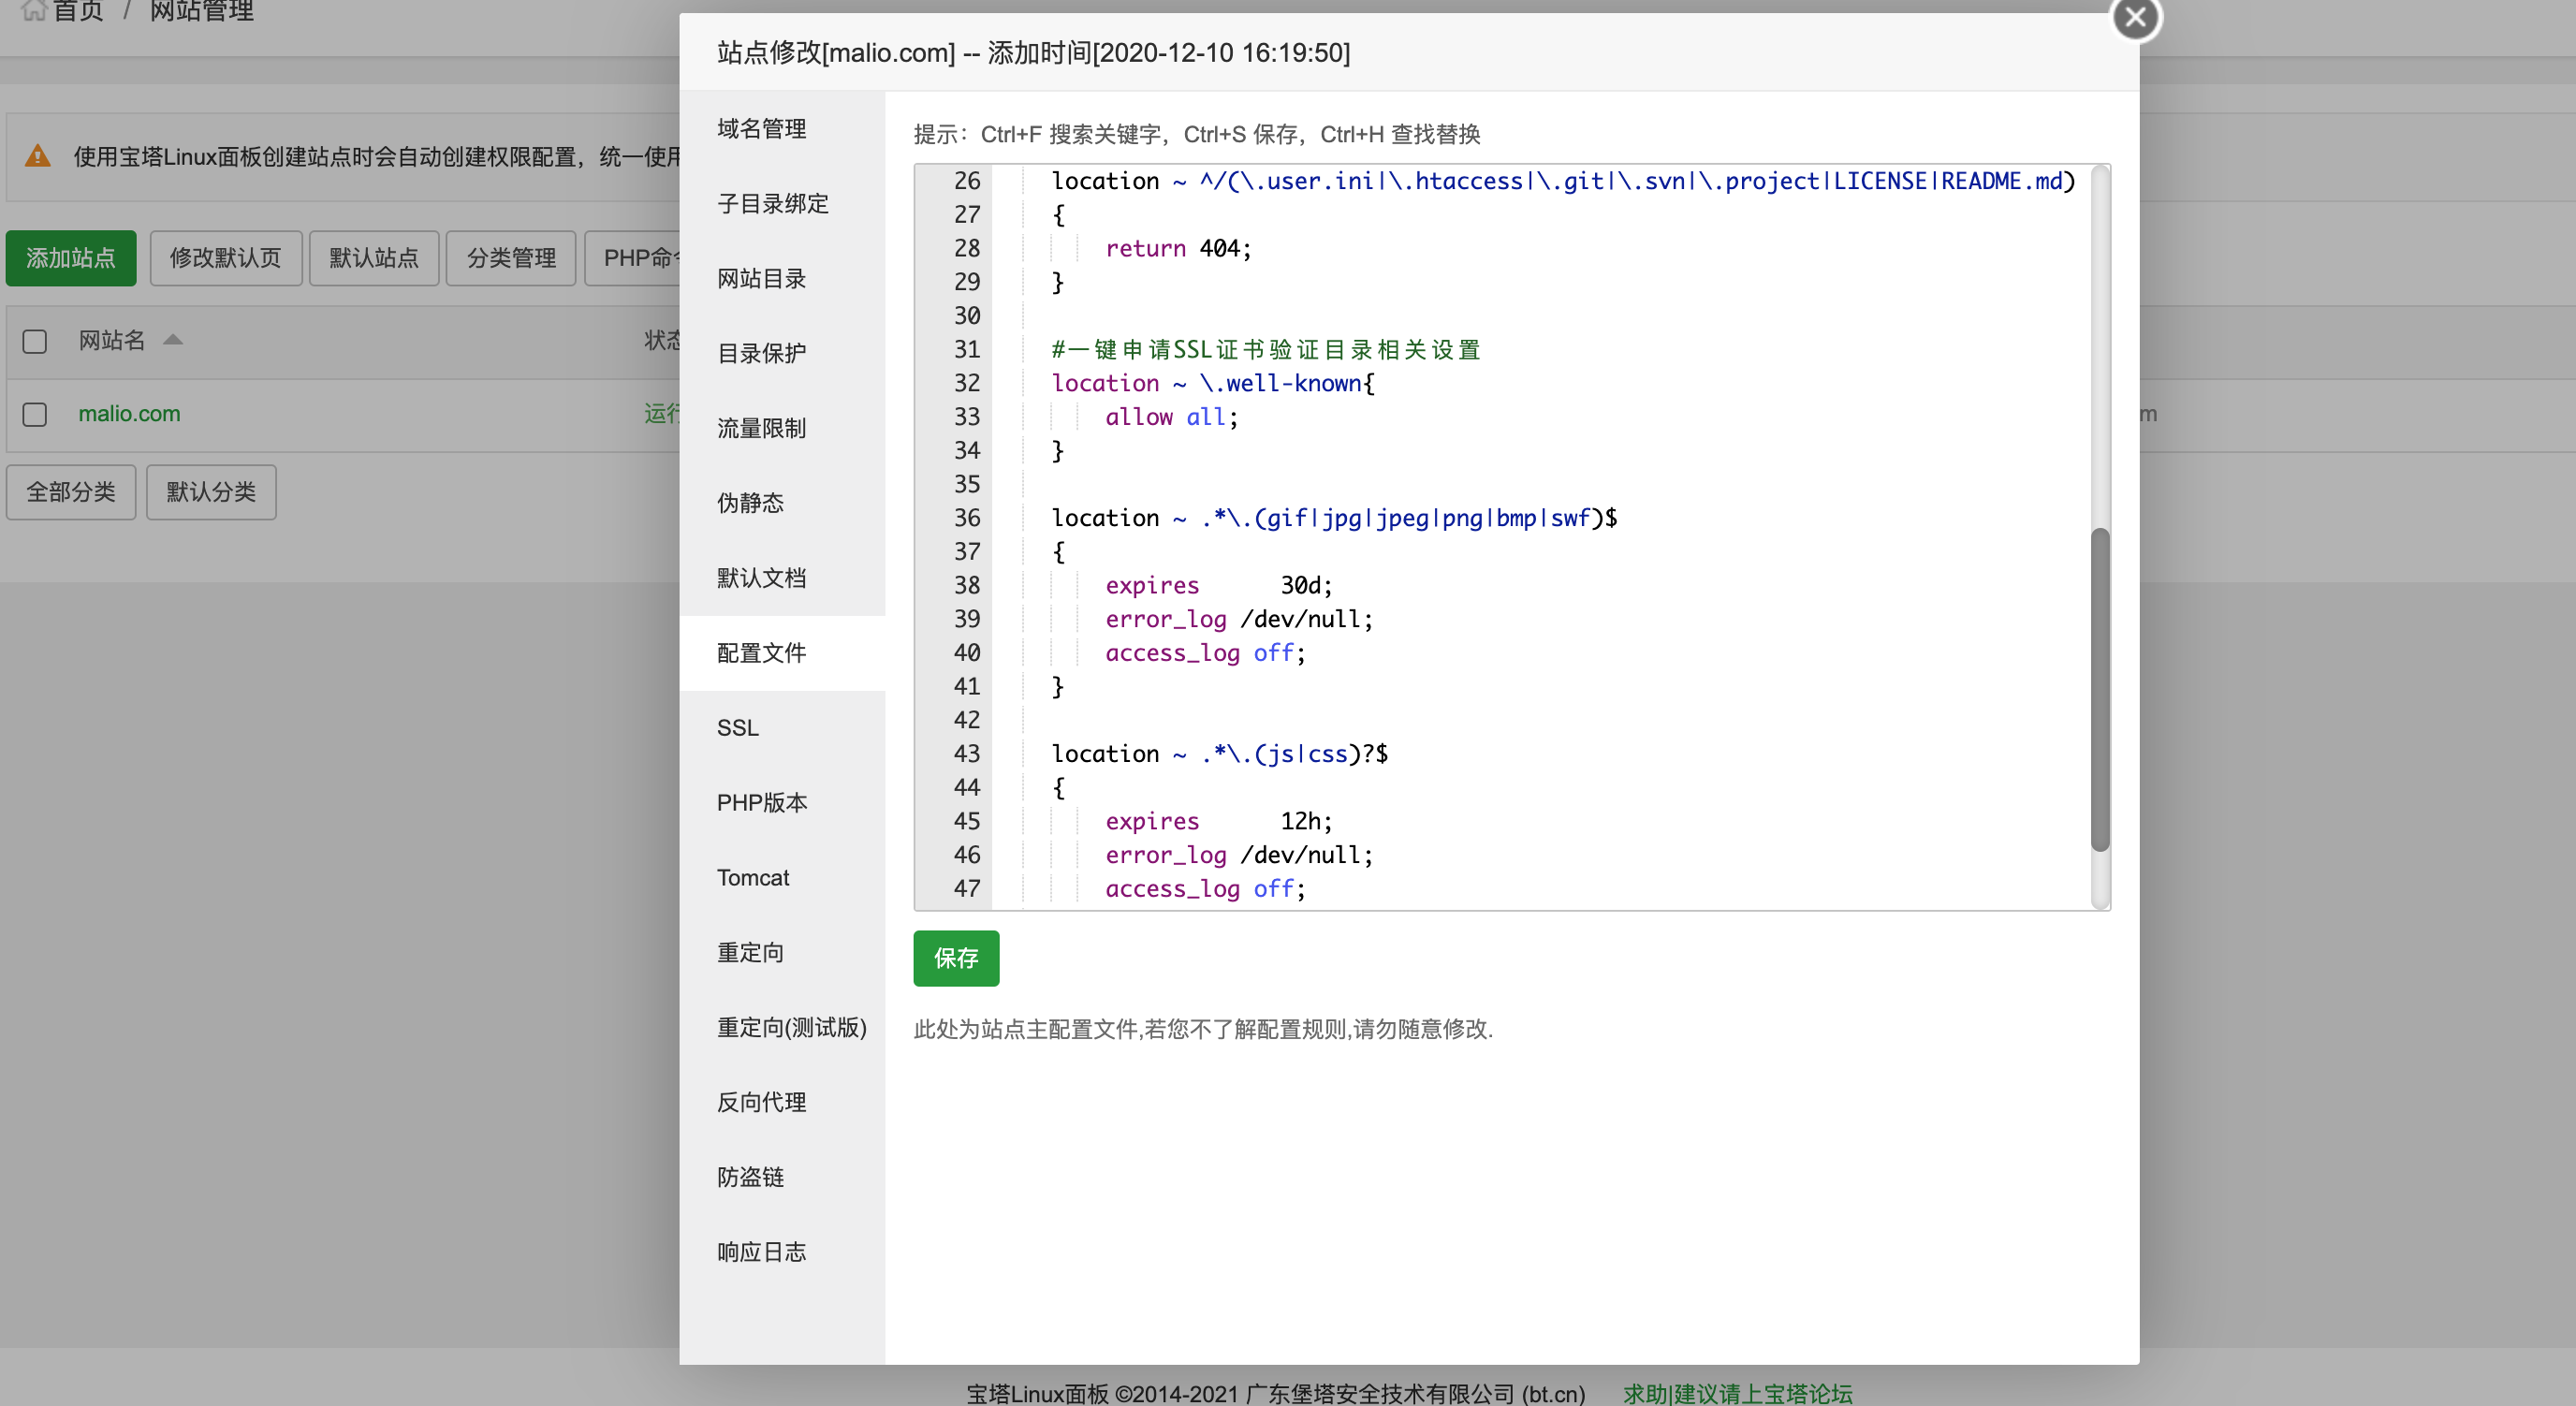 首页 / 网站管理
使用宝塔Linux面板创建站点时会自动创建权限配置，统一使用
添加站点
修改默认页
默认站点
分类管理
PHP命
网站名
状态
malio.com
运行
全部分类
默认分类
m
站点修改[malio.com] -- 添加时间[2020-12-10 16:19:50]
域名管理
子目录绑定
网站目录
目录保护
流量限制
伪静态
默认文档
配置文件
SSL
PHP版本
Tomcat
重定向
重定向(测试版)
反向代理
防盗链
响应日志
提示：Ctrl+F 搜索关键字，Ctrl+S 保存，Ctrl+H 查找替换
26 location ~ ^/(\.user.ini|\.htaccess|\.git|\.svn|\.project|LICENSE|README.md)
27 {
28 return 404;
29 }
30
31 #一键申请SSL证书验证目录相关设置
32 location ~ \.well-known{
33 allow all;
34 }
35
36 location ~ .*\.(gif|jpg|jpeg|png|bmp|swf)$
37 {
38 expires 30d;
39 error_log /dev/null;
40 access_log off;
41 }
42
43 location ~ .*\.(js|css)?$
44 {
45 expires 12h;
46 error_log /dev/null;
47 access_log off;
保存
此处为站点主配置文件,若您不了解配置规则,请勿随意修改.
宝塔Linux面板 ©2014-2021 广东堡塔安全技术有限公司 (bt.cn) 求助|建议请上宝塔论坛